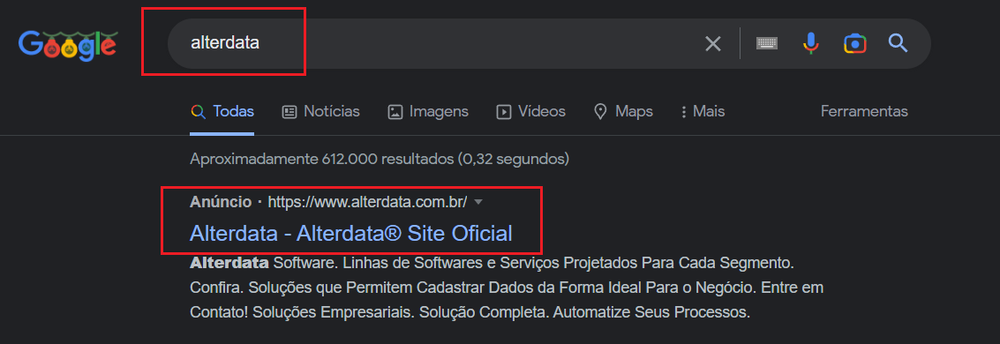 Google
alterdata
Todas Notícias Imagens Vídeos Maps Mais Ferramentas
Aproximadamente 612.000 resultados (0,32 segundos)
Anúncio · https://www.alterdata.com.br/
Alterdata - Alterdata® Site Oficial
Alterdata Software. Linhas de Softwares e Serviços Projetados Para Cada Segmento.
Confira. Soluções que Permitem Cadastrar Dados da Forma Ideal Para o Negócio. Entre em
Contato! Soluções Empresariais. Solução Completa. Automatize Seus Processos.